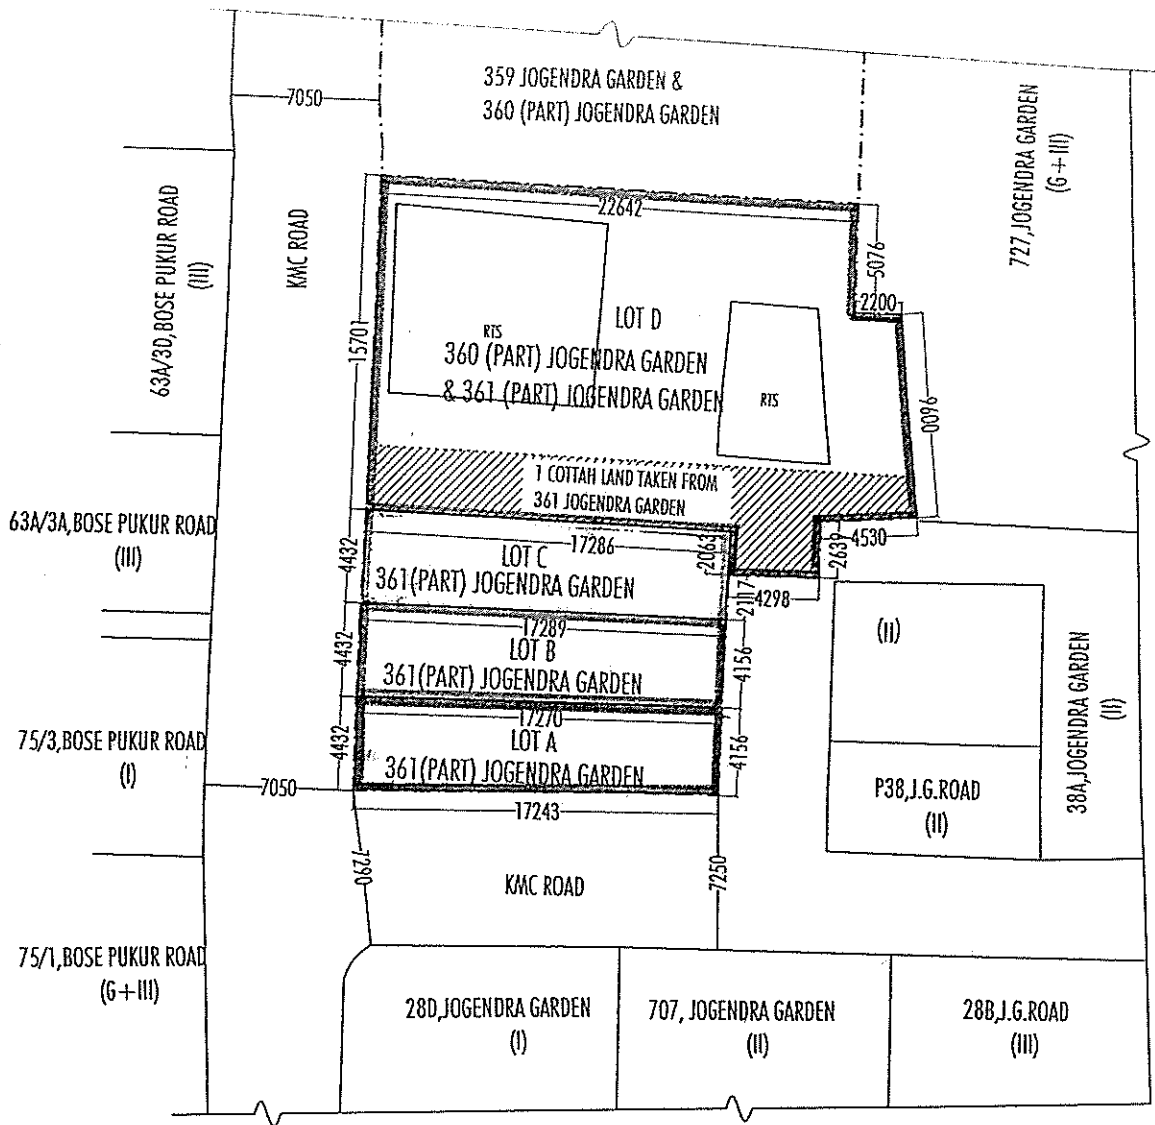 359 JOGENDRA GARDEN &
360 (PART) JOGENDRA GARDEN
7050
727,JOGENDRA GARDEN
(G+III)
63A/3D,BOSE PUKUR ROAD
(III)
KMC ROAD
22642
5076
2200
15701
LOT D
RTS
360 (PART) JOGENDRA GARDEN
& 361 (PART) JOGENDRA GARDEN
RTS
9600
1 COTTAH LAND TAKEN FROM
361 JOGENDRA GARDEN
63A/3A,BOSE PUKUR ROAD
(III)
4432
17286
2063
2639
4530
LOT C
361(PART) JOGENDRA GARDEN
2117
4298
17289
4432
LOT B
361(PART) JOGENDRA GARDEN
4156
(II)
38A,JOGENDRA GARDEN
(II)
75/3,BOSE PUKUR ROAD
(I)
4432
17270
LOT A
361(PART) JOGENDRA GARDEN
4156
7050
17243
P38,J.G.ROAD
(II)
7290
KMC ROAD
7250
75/1,BOSE PUKUR ROAD
(G+III)
28D,JOGENDRA GARDEN
(I)
707, JOGENDRA GARDEN
(II)
28B,J.G.ROAD
(III)